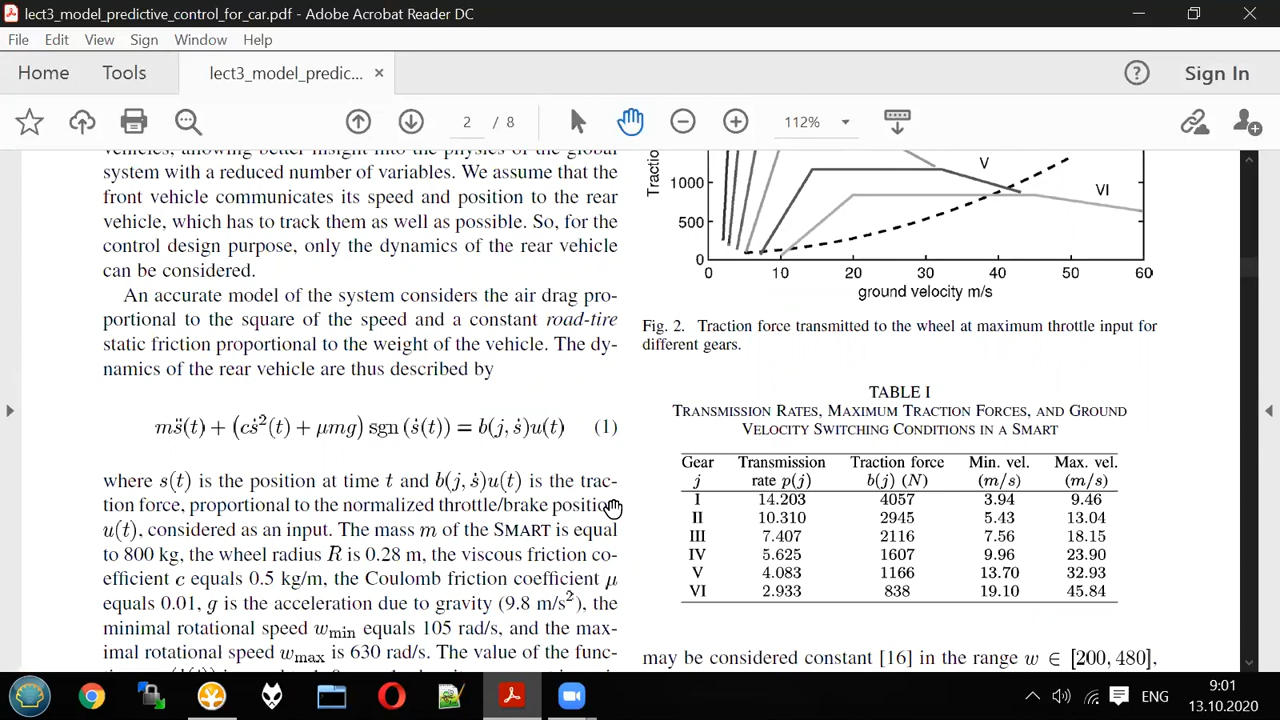 lect3_model_predictive_control_for_car.pdf - Adobe Acrobat Reader DC
File Edit View Sign Window Help
Home Tools lect3_model_predic... × Sign In
2 / 8 112%
vehicles, allowing better insight into the physics of the global
system with a reduced number of variables. We assume that the
front vehicle communicates its speed and position to the rear
vehicle, which has to track them as well as possible. So, for the
control design purpose, only the dynamics of the rear vehicle
can be considered.
An accurate model of the system considers the air drag pro-
portional to the square of the speed and a constant road-tire
static friction proportional to the weight of the vehicle. The dy-
namics of the rear vehicle are thus described by
ms̈(t) + (cṡ²(t) + μmg) sgn (ṡ(t)) = b(j, ṡ)u(t) (1)
where s(t) is the position at time t and b(j, ṡ)u(t) is the trac-
tion force, proportional to the normalized throttle/brake position
u(t), considered as an input. The mass m of the SMART is equal
to 800 kg, the wheel radius R is 0.28 m, the viscous friction co-
efficient c equals 0.5 kg/m, the Coulomb friction coefficient μ
equals 0.01, g is the acceleration due to gravity (9.8 m/s²), the
minimal rotational speed w_min equals 105 rad/s, and the max-
imal rotational speed w_max is 630 rad/s. The value of the func-
Tractio
1000
500
0
V
VI
0 10 20 30 40 50 60
ground velocity m/s
Fig. 2. Traction force transmitted to the wheel at maximum throttle input for
different gears.
TABLE I
TRANSMISSION RATES, MAXIMUM TRACTION FORCES, AND GROUND
VELOCITY SWITCHING CONDITIONS IN A SMART
Gear Transmission Traction force Min. vel. Max. vel.
j rate p(j) b(j) (N) (m/s) (m/s)
I 14.203 4057 3.94 9.46
II 10.310 2945 5.43 13.04
III 7.407 2116 7.56 18.15
IV 5.625 1607 9.96 23.90
V 4.083 1166 13.70 32.93
VI 2.933 838 19.10 45.84
may be considered constant [16] in the range w ∈ [200, 480],
ENG
9:01
13.10.2020